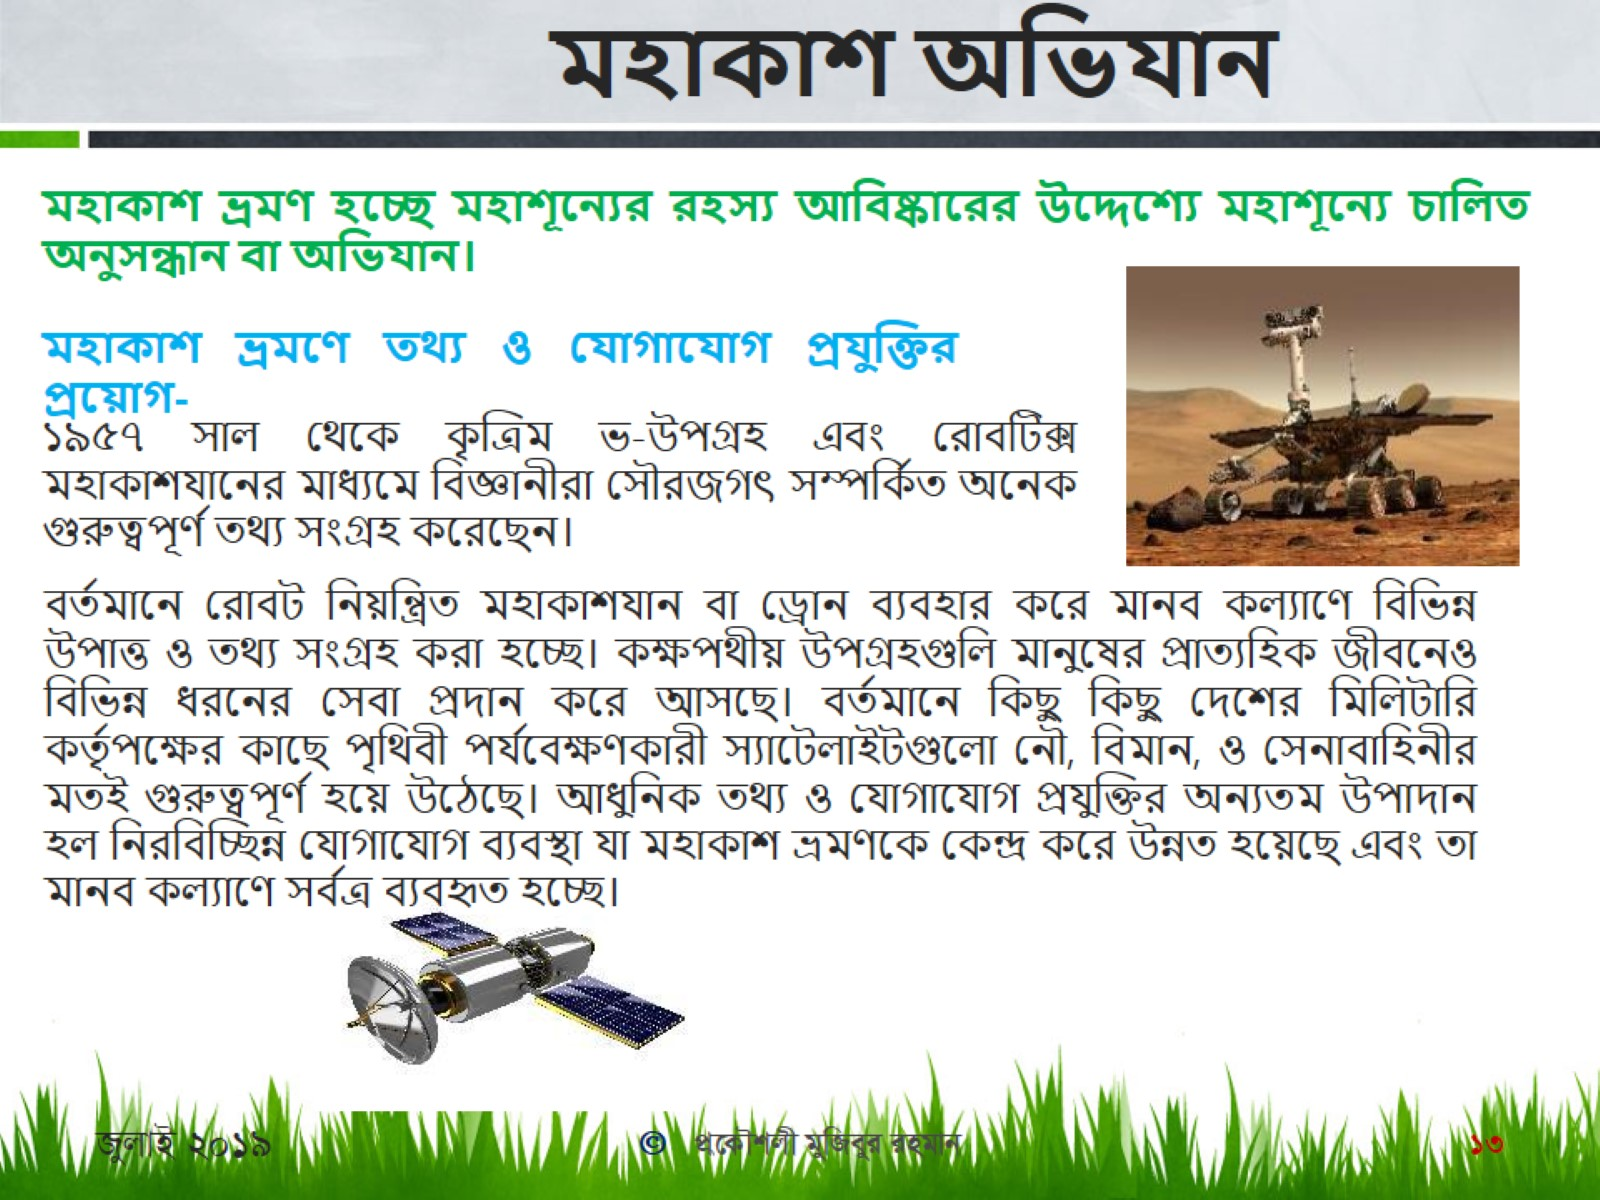 মহাকাশ অভিযান
মহাকাশ ভ্রমণ হচ্ছে মহাশূন্যের রহস্য আবিষ্কারের উদ্দেশ্যে মহাশূন্যে চালিত
অনুসন্ধান বা অভিযান।
মহাকাশ ভ্রমণে তথ্য ও যোগাযোগ প্রযুক্তির
প্রয়োগ-
১৯৫৭ সাল থেকে কৃত্রিম ভ-উপগ্রহ এবং রোবটিক্স
মহাকাশযানের মাধ্যমে বিজ্ঞানীরা সৌরজগৎ সম্পর্কিত অনেক
গুরুত্বপূর্ণ তথ্য সংগ্রহ করেছেন।
বর্তমানে রোবট নিয়ন্ত্রিত মহাকাশযান বা ড্রোন ব্যবহার করে মানব কল্যাণে বিভিন্ন
উপাত্ত ও তথ্য সংগ্রহ করা হচ্ছে। কক্ষপথীয় উপগ্রহগুলি মানুষের প্রাত্যহিক জীবনেও
বিভিন্ন ধরনের সেবা প্রদান করে আসছে। বর্তমানে কিছু কিছু দেশের মিলিটারি
কর্তৃপক্ষের কাছে পৃথিবী পর্যবেক্ষণকারী স্যাটেলাইটগুলো নৌ, বিমান, ও সেনাবাহিনীর
মতই গুরুত্বপূর্ণ হয়ে উঠেছে। আধুনিক তথ্য ও যোগাযোগ প্রযুক্তির অন্যতম উপাদান
হল নিরবিচ্ছিন্ন যোগাযোগ ব্যবস্থা যা মহাকাশ ভ্রমণকে কেন্দ্র করে উন্নত হয়েছে এবং তা
মানব কল্যাণে সর্বত্র ব্যবহৃত হচ্ছে।
জুলাই ২০১৯ © প্রকৌশলী মুজিবুর রহমান ১৩